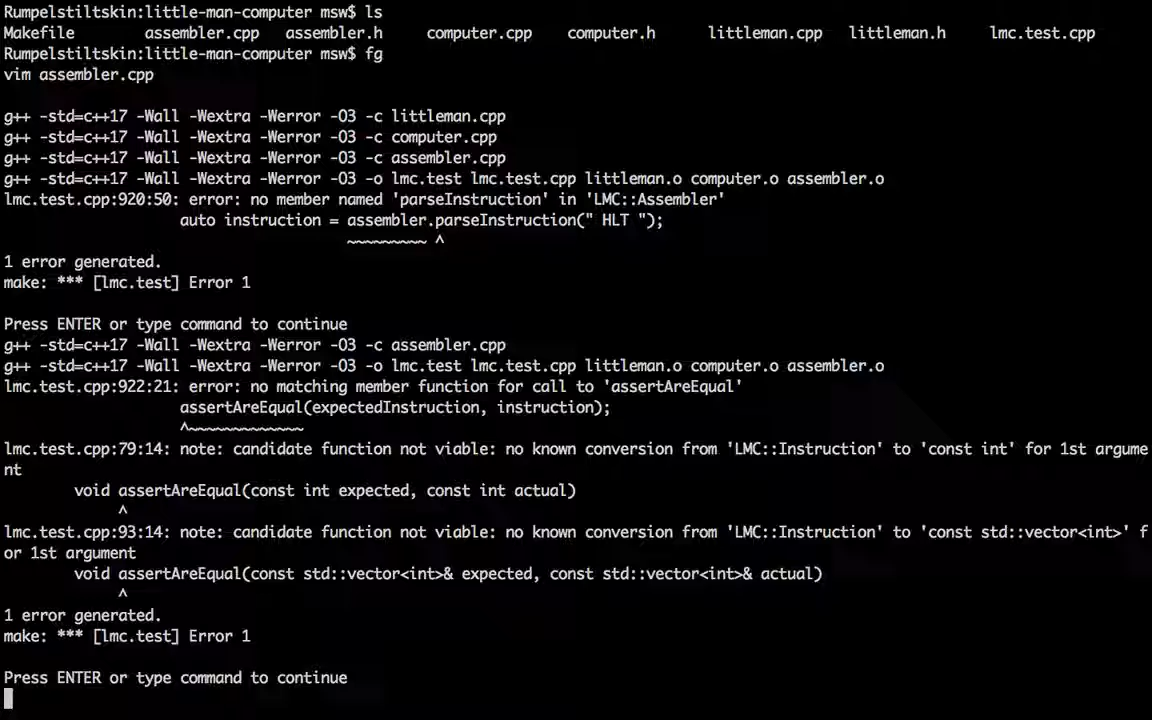 Rumpelstiltskin:little-man-computer msw$ ls
Makefile        assembler.cpp   assembler.h     computer.cpp    computer.h      littleman.cpp   littleman.h     lmc.test.cpp
Rumpelstiltskin:little-man-computer msw$ fg
vim assembler.cpp

g++ -std=c++17 -Wall -Wextra -Werror -O3 -c littleman.cpp
g++ -std=c++17 -Wall -Wextra -Werror -O3 -c computer.cpp
g++ -std=c++17 -Wall -Wextra -Werror -O3 -c assembler.cpp
g++ -std=c++17 -Wall -Wextra -Werror -O3 -o lmc.test lmc.test.cpp littleman.o computer.o assembler.o
lmc.test.cpp:920:50: error: no member named 'parseInstruction' in 'LMC::Assembler'
                    auto instruction = assembler.parseInstruction(" HLT ");
                                       ~~~~~~~~~ ^
1 error generated.
make: *** [lmc.test] Error 1

Press ENTER or type command to continue
g++ -std=c++17 -Wall -Wextra -Werror -O3 -c assembler.cpp
g++ -std=c++17 -Wall -Wextra -Werror -O3 -o lmc.test lmc.test.cpp littleman.o computer.o assembler.o
lmc.test.cpp:922:21: error: no matching member function for call to 'assertAreEqual'
                    assertAreEqual(expectedInstruction, instruction);
                    ^~~~~~~~~~~~~~
lmc.test.cpp:79:14: note: candidate function not viable: no known conversion from 'LMC::Instruction' to 'const int' for 1st argume
nt
        void assertAreEqual(const int expected, const int actual)
             ^
lmc.test.cpp:93:14: note: candidate function not viable: no known conversion from 'LMC::Instruction' to 'const std::vector<int>' f
or 1st argument
        void assertAreEqual(const std::vector<int>& expected, const std::vector<int>& actual)
             ^
1 error generated.
make: *** [lmc.test] Error 1

Press ENTER or type command to continue